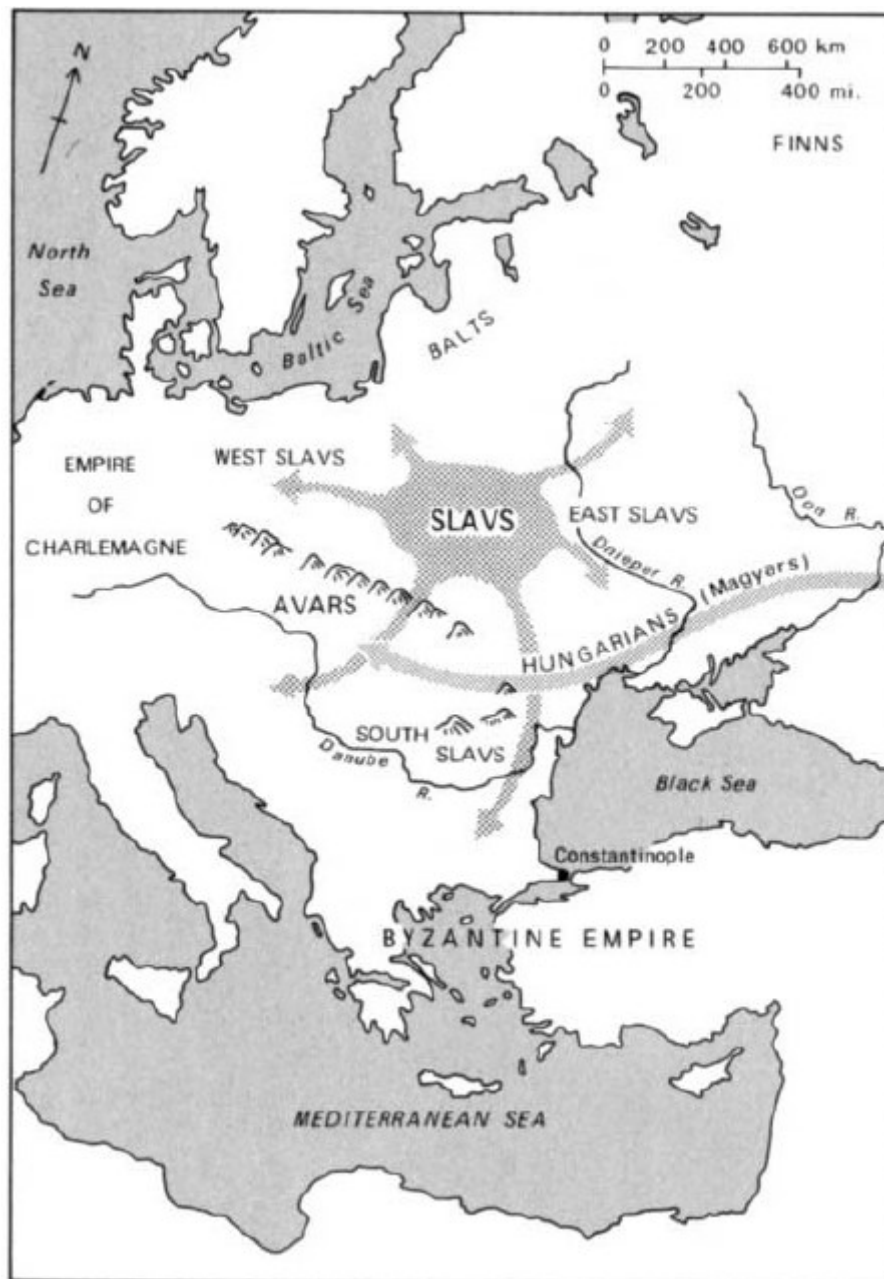 N
0 200 400 600 km
0 200 400 mi.
FINNS
North
Sea
Baltic Sea
BALTS
EMPIRE
OF
CHARLEMAGNE
WEST SLAVS
SLAVS
EAST SLAVS
Don R.
Dnieper R.
AVARS
HUNGARIANS (Magyars)
SOUTH
SLAVS
Danube
R.
Black Sea
Constantinople
BYZANTINE EMPIRE
MEDITERRANEAN SEA